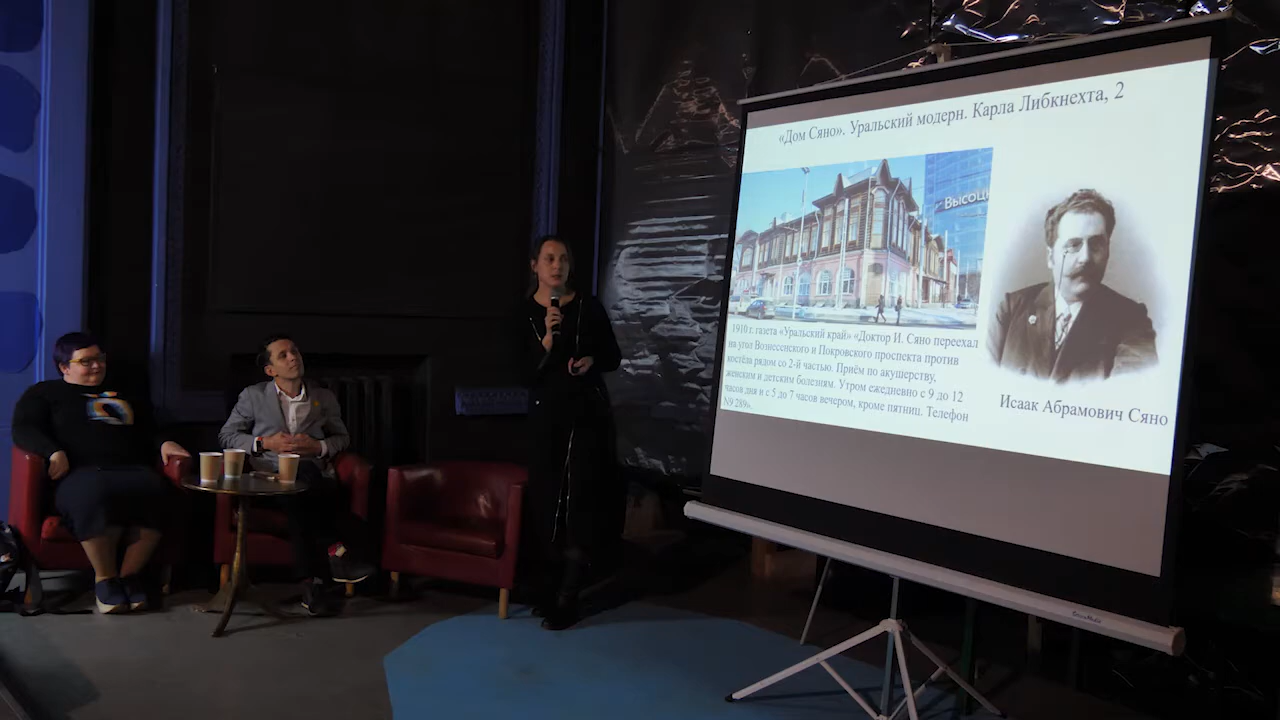 «Дом Сяно». Уральский модерн. Карла Либкнехта, 2
Высоц
1910 г. газета «Уральский край» «Доктор И. Сяно переехал
на угол Вознесенского и Покровского проспекта против
костёла рядом со 2-й частью. Приём по акушерству,
женским и детским болезням. Утром ежедневно с 9 до 12
часов дня и с 5 до 7 часов вечером, кроме пятниц. Телефон
№ 289».
Исаак Абрамович Сяно